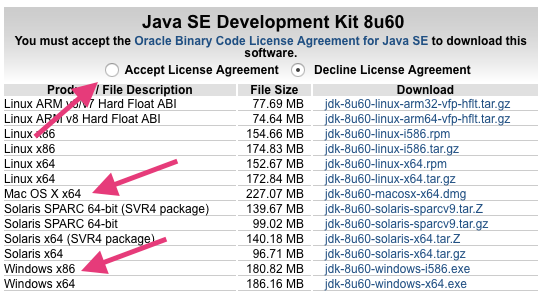 Java SE Development Kit 8u60
You must accept the Oracle Binary Code License Agreement for Java SE to download this
software.
Accept License Agreement Decline License Agreement
Product / File Description File Size Download
Linux ARM v6/v7 Hard Float ABI 77.69 MB jdk-8u60-linux-arm32-vfp-hflt.tar.gz
Linux ARM v8 Hard Float ABI 74.64 MB jdk-8u60-linux-arm64-vfp-hflt.tar.gz
Linux x86 154.66 MB jdk-8u60-linux-i586.rpm
Linux x86 174.83 MB jdk-8u60-linux-i586.tar.gz
Linux x64 152.67 MB jdk-8u60-linux-x64.rpm
Linux x64 172.84 MB jdk-8u60-linux-x64.tar.gz
Mac OS X x64 227.07 MB jdk-8u60-macosx-x64.dmg
Solaris SPARC 64-bit (SVR4 package) 139.67 MB jdk-8u60-solaris-sparcv9.tar.Z
Solaris SPARC 64-bit 99.02 MB jdk-8u60-solaris-sparcv9.tar.gz
Solaris x64 (SVR4 package) 140.18 MB jdk-8u60-solaris-x64.tar.Z
Solaris x64 96.71 MB jdk-8u60-solaris-x64.tar.gz
Windows x86 180.82 MB jdk-8u60-windows-i586.exe
Windows x64 186.16 MB jdk-8u60-windows-x64.exe